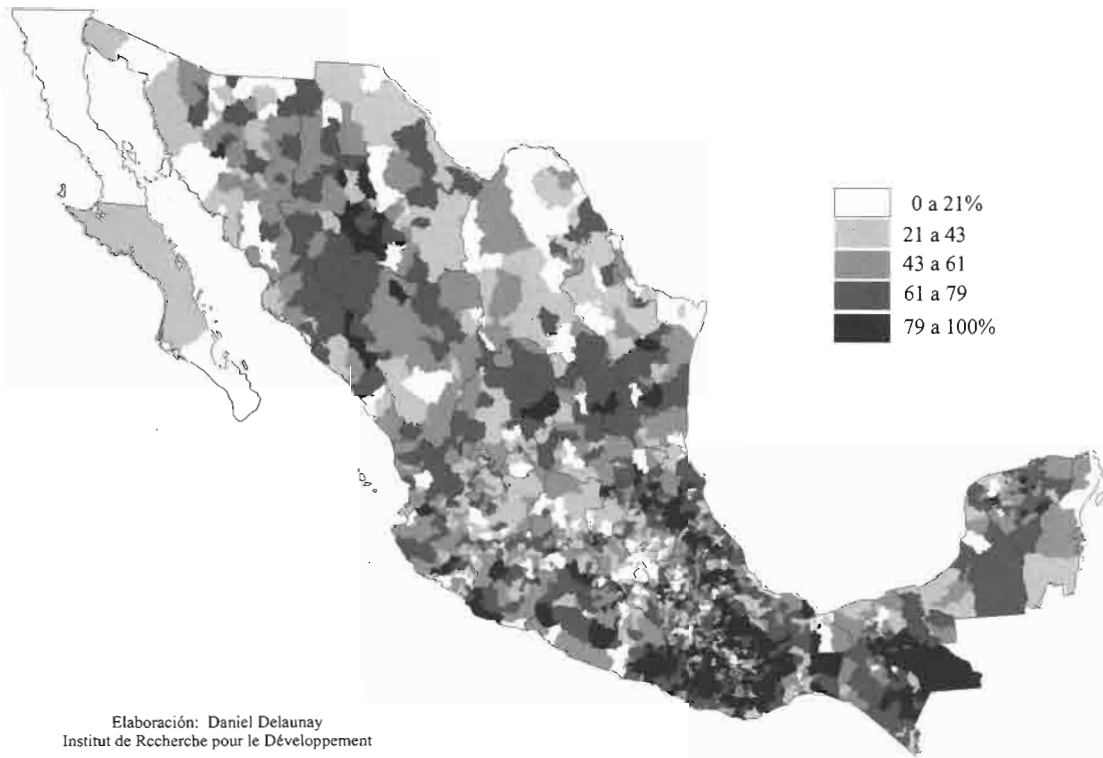 0 a 21%
21 a 43
43 a 61
61 a 79
79 a 100%
Elaboración: Daniel Delaunay
Institut de Recherche pour le Développement